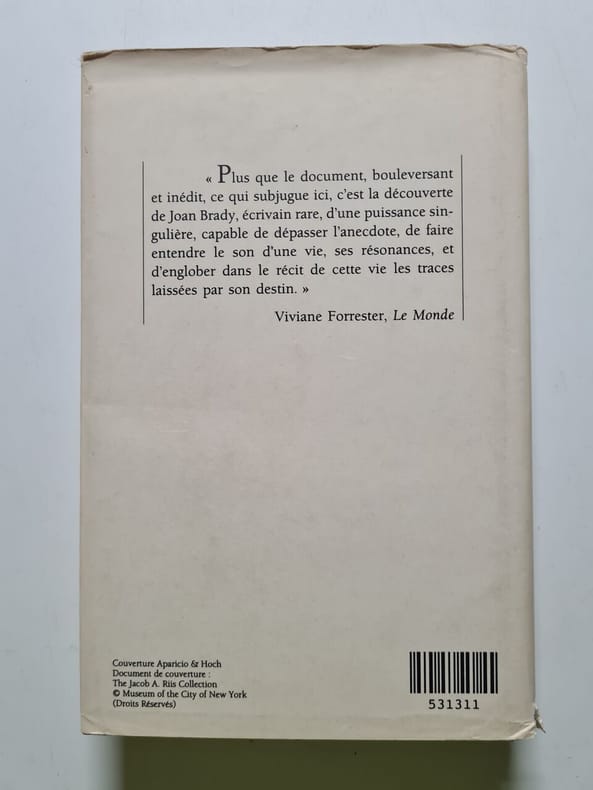 « Plus que le document, bouleversant
et inédit, ce qui subjugue ici, c'est la découverte
de Joan Brady, écrivain rare, d'une puissance sin-
gulière, capable de dépasser l'anecdote, de faire
entendre le son d'une vie, ses résonances, et
d'englober dans le récit de cette vie les traces
laissées par son destin. »
Viviane Forrester, Le Monde
Couverture Aparicio & Hoch
Document de couverture :
The Jacob A. Riis Collection
© Museum of the City of New York
(Droits Réservés)
531311